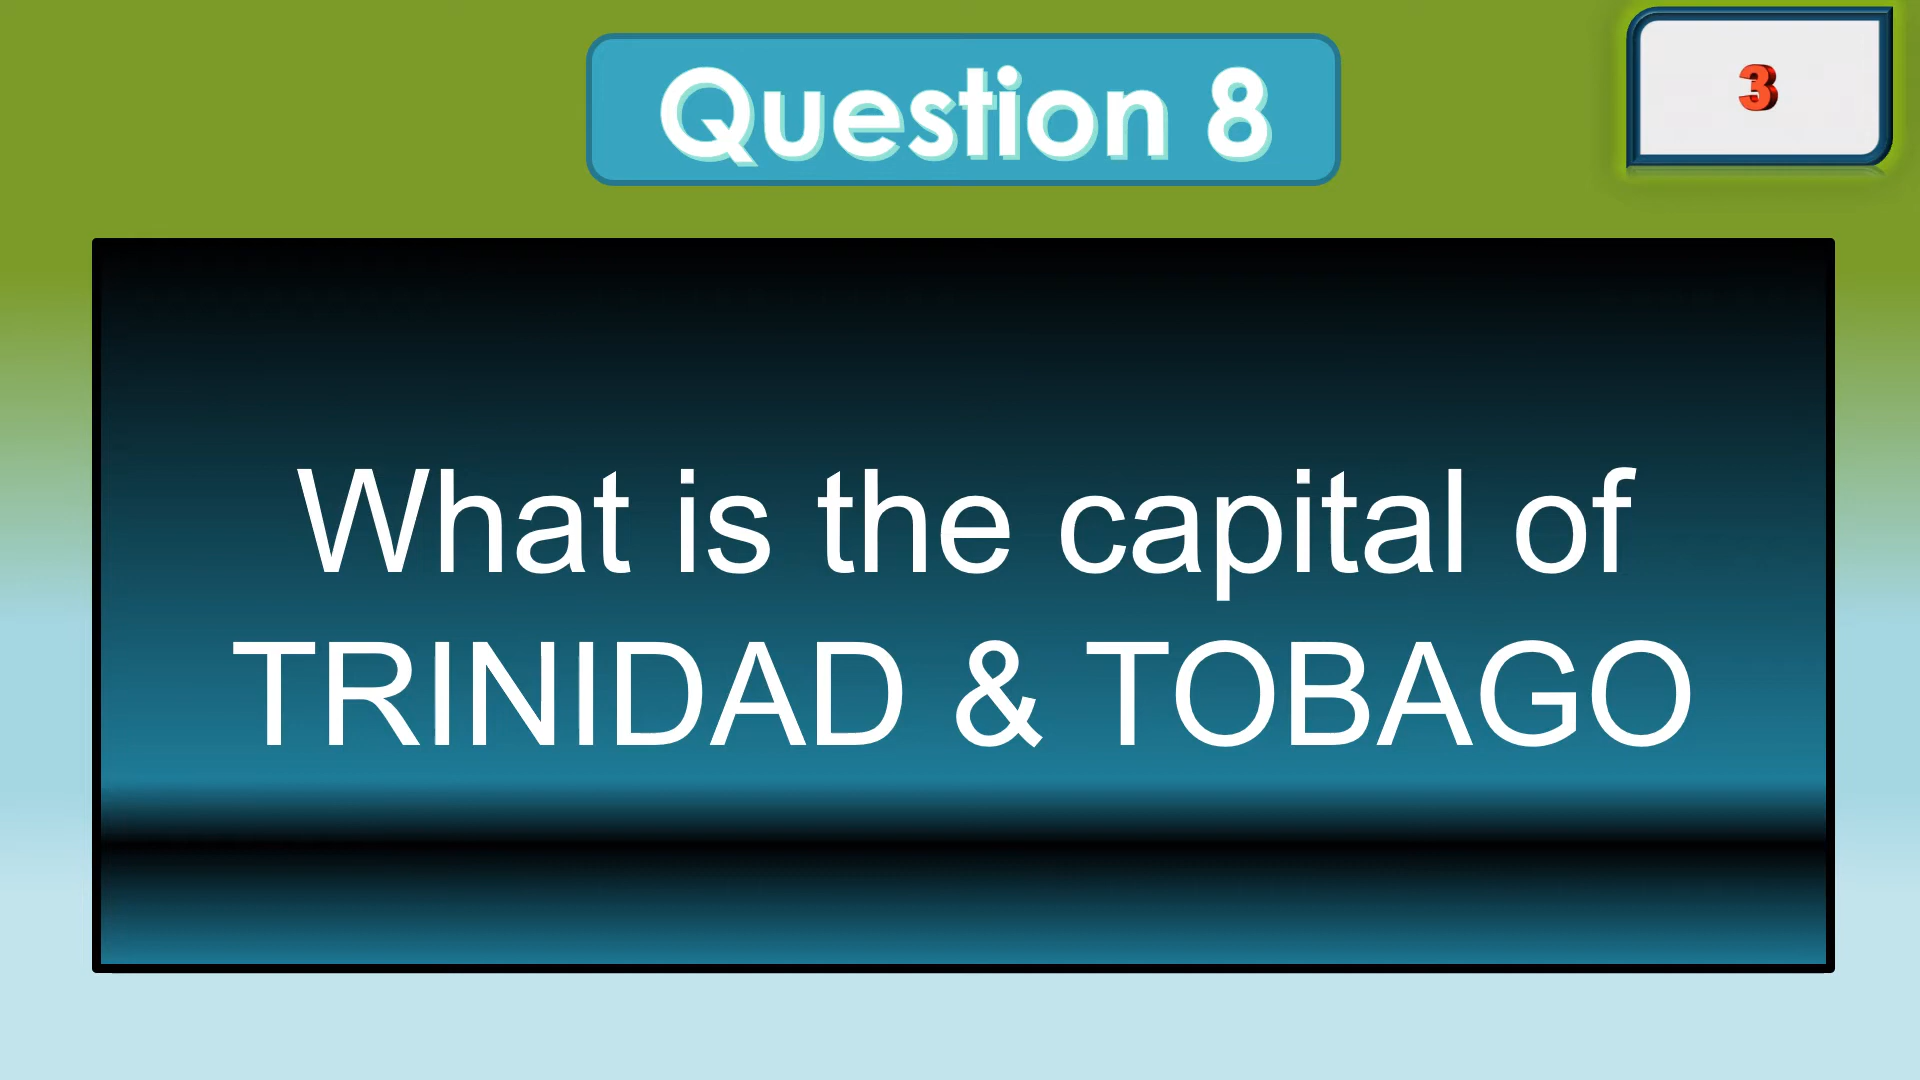 Question 8
3
What is the capital of
TRINIDAD & TOBAGO